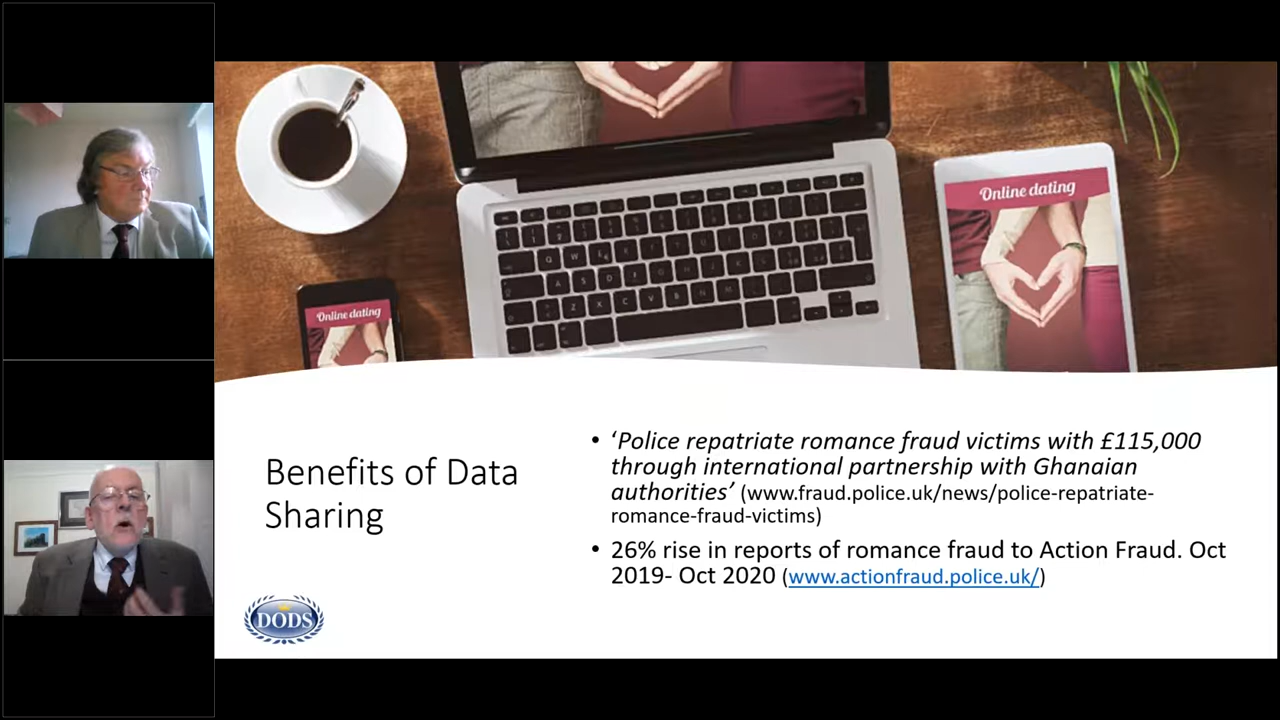 Online dating
Online dating
Benefits of Data
Sharing
• ‘Police repatriate romance fraud victims with £115,000
through international partnership with Ghanaian
authorities’ (www.fraud.police.uk/news/police-repatriate-
romance-fraud-victims)
• 26% rise in reports of romance fraud to Action Fraud. Oct
2019- Oct 2020 (www.actionfraud.police.uk/)
DODS